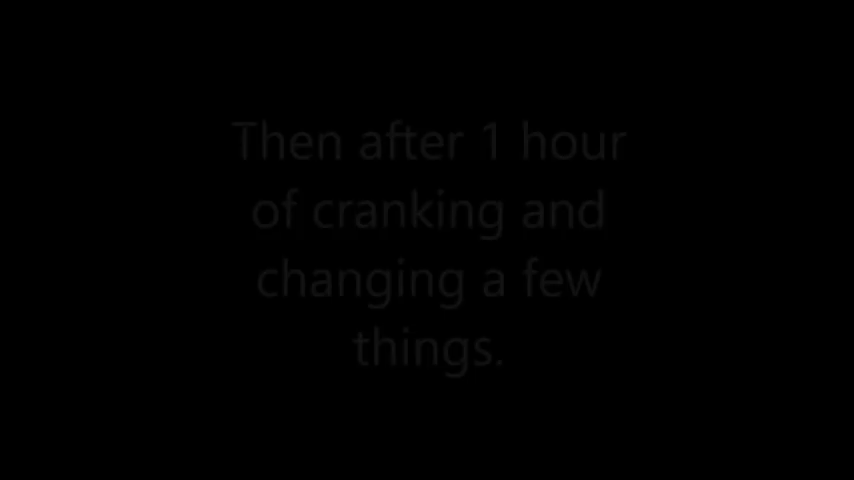 Then after 1 hour
of cranking and
changing a few
things.